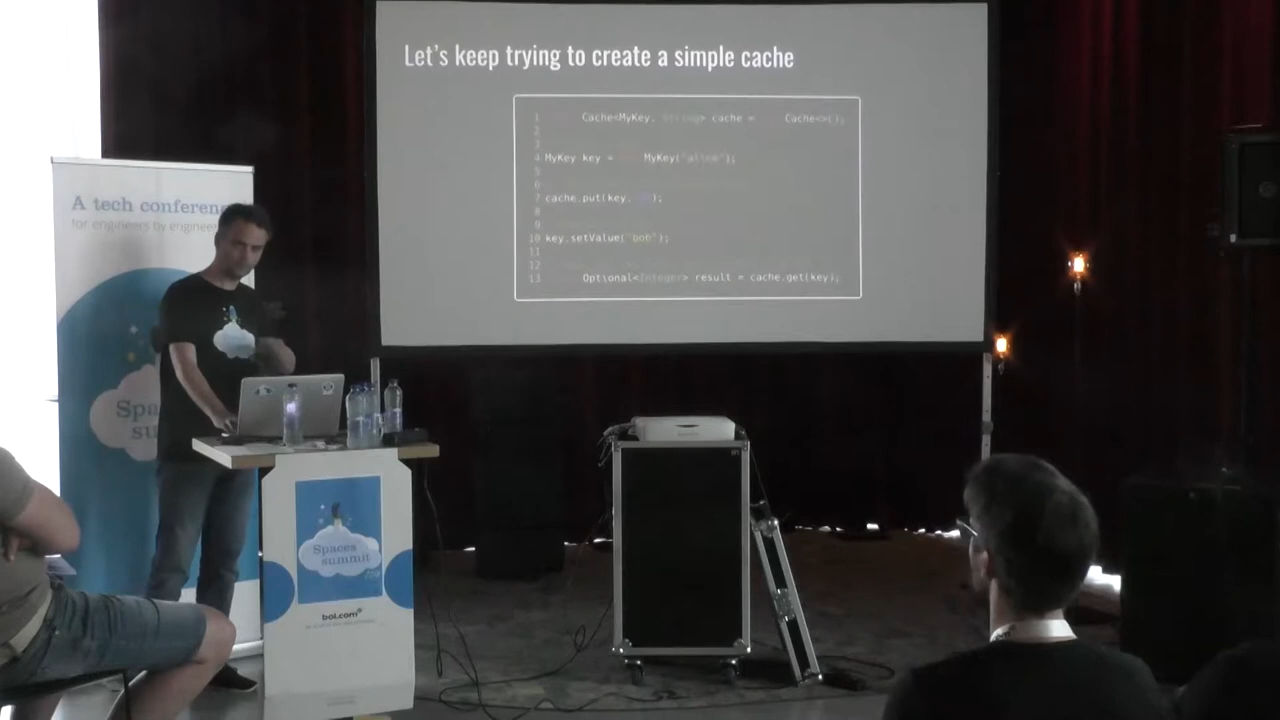 Let's keep trying to create a simple cache
1 Cache<MyKey, String> cache = Cache<>();
2
3
4 MyKey key = MyKey("alice");
5
6
7 cache.put(key, );
8
9
10 key.setValue("bob");
11
12
13 Optional<Integer> result = cache.get(key);
A tech conference
for engineers by engineers
Spa
su
Spaces
summit
bol.com